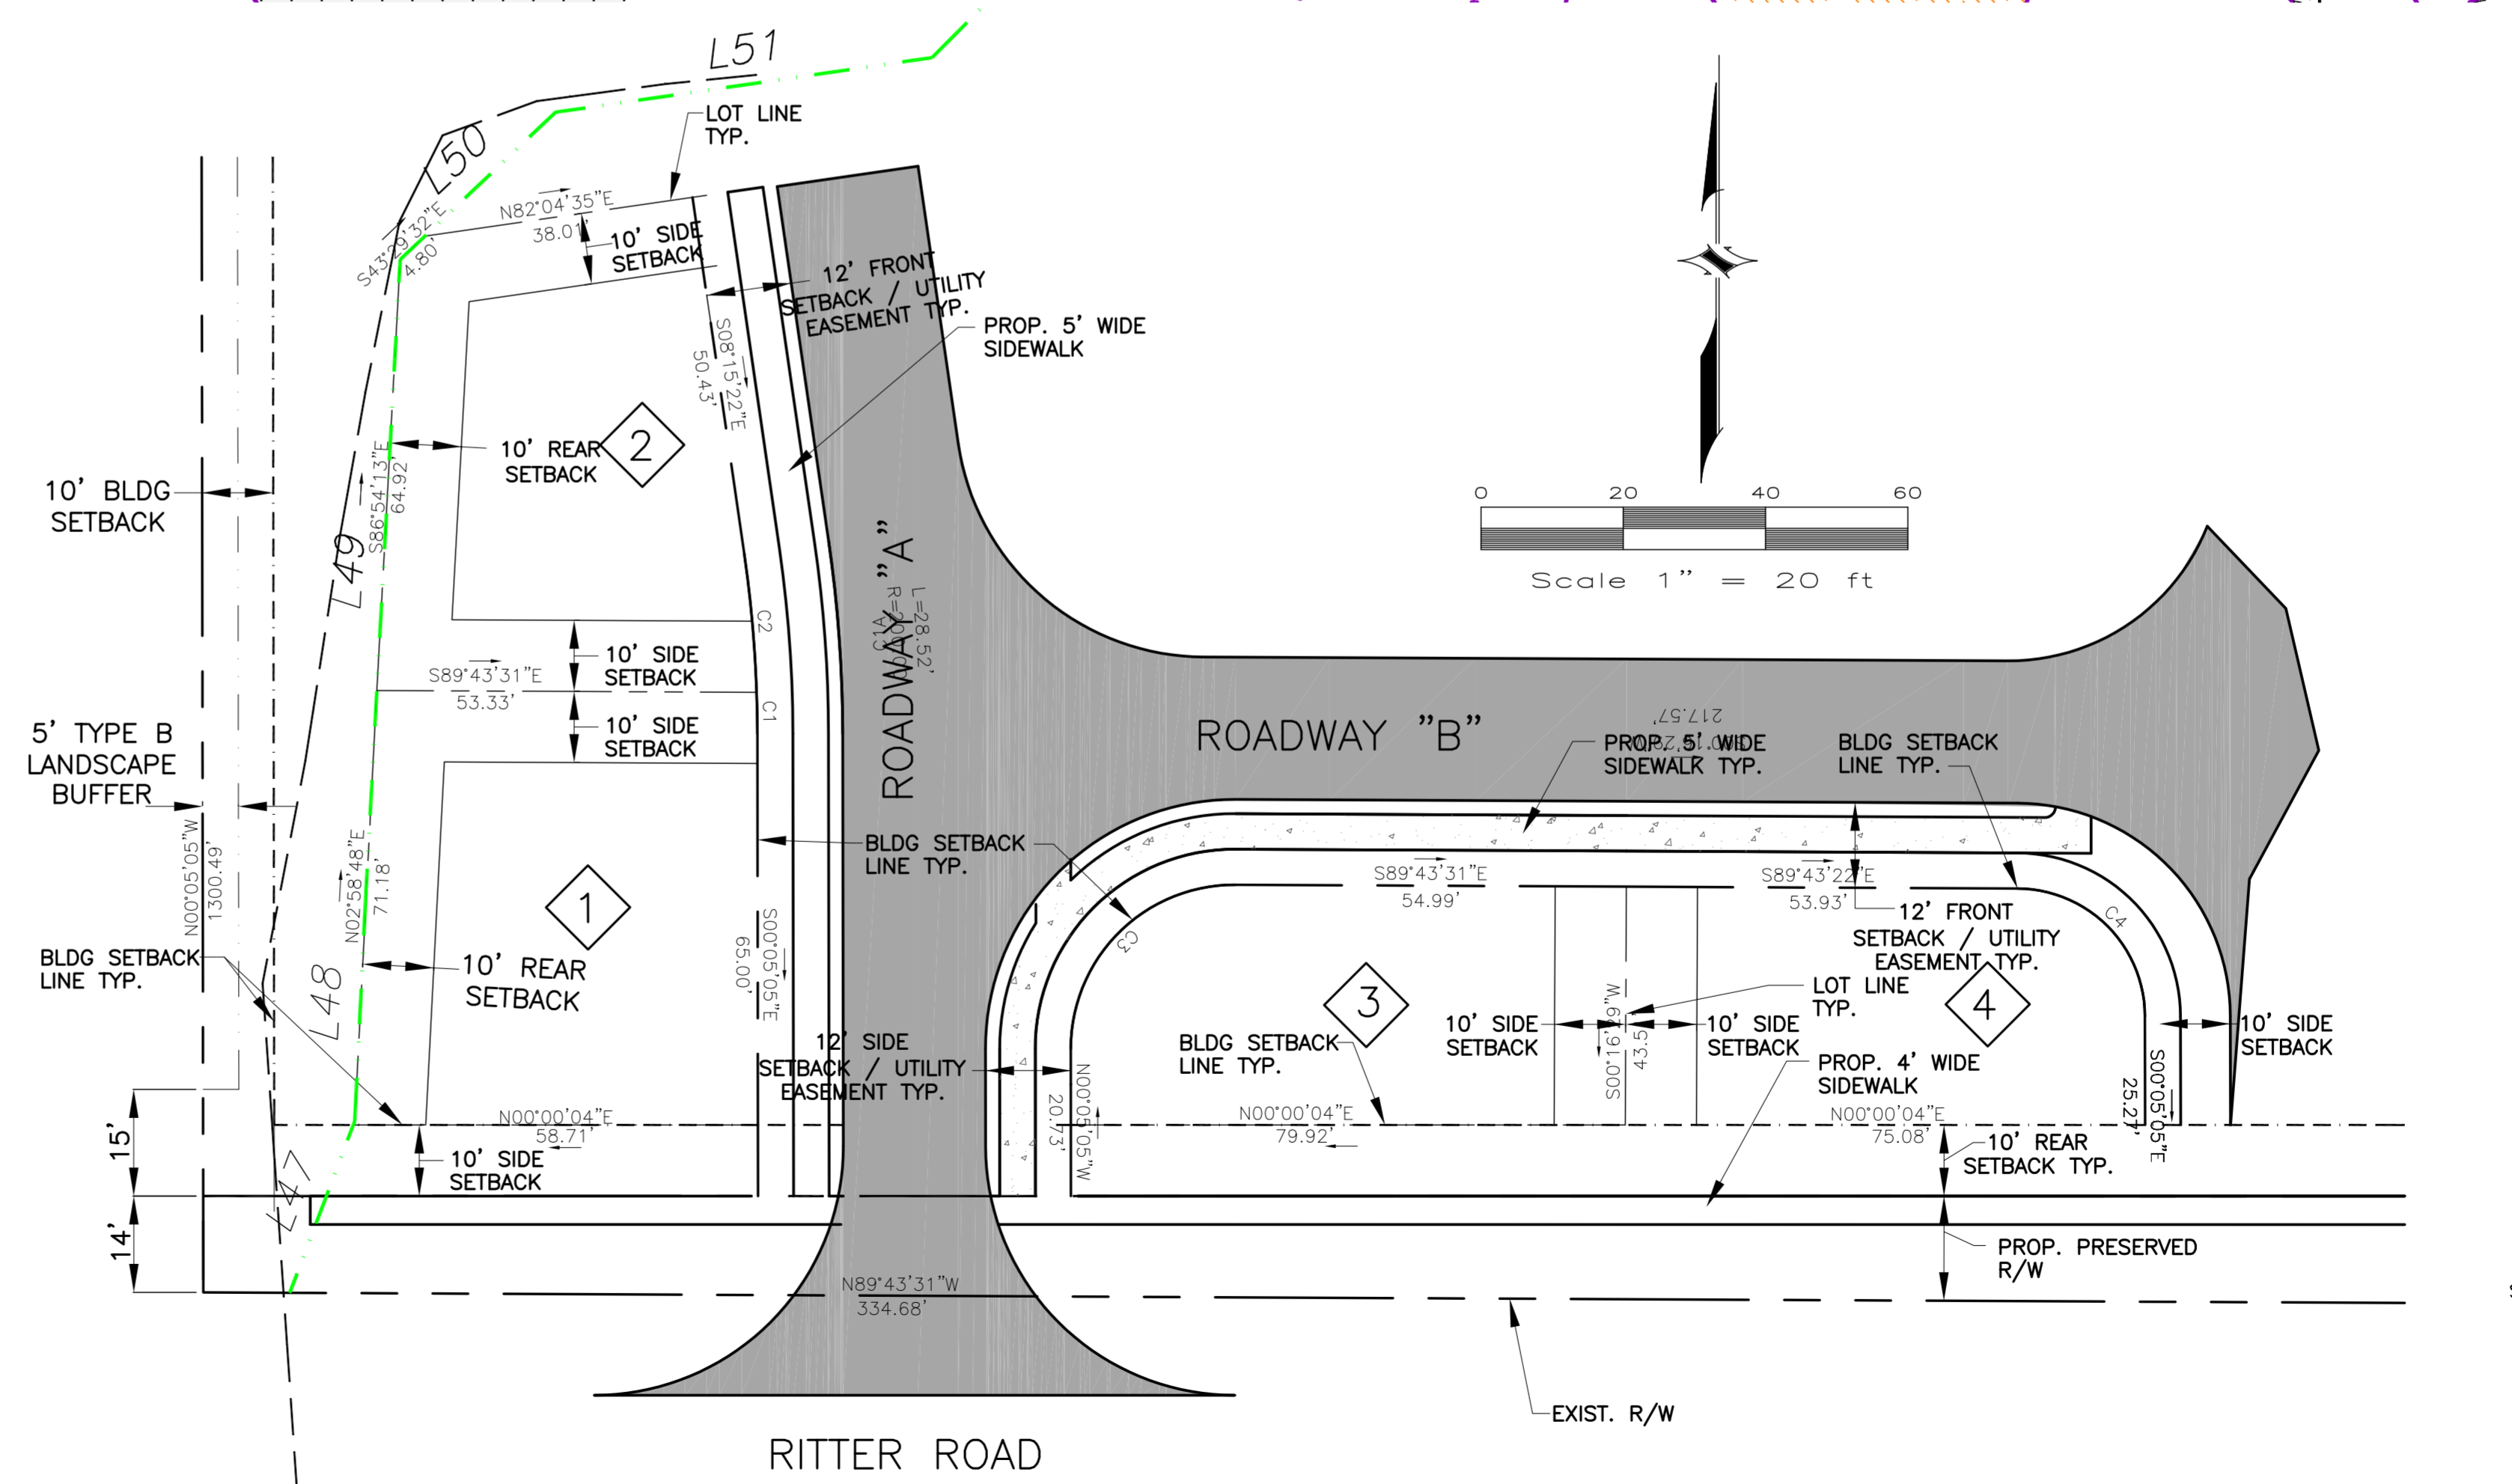 L51
LOT LINE
TYP.
L50
N82°04'35"E
38.01'
S43°29'32"E
4.80'
10' SIDE
SETBACK
12' FRONT
SETBACK / UTILITY
EASEMENT TYP.
PROP. 5' WIDE
SIDEWALK
S08°15'22"E
50.43'
2
10' REAR
SETBACK
S86°54'13"E
64.92'
10' BLDG
SETBACK
L49
0 20 40 60
Scale 1" = 20 ft
ROADWAY "A"
L=28.52'
C1A
C2
10' SIDE
SETBACK
S89°43'31"E
53.33'
C1
10' SIDE
SETBACK
5' TYPE B
LANDSCAPE
BUFFER
ROADWAY "B"
217.57'
PROP. 5' WIDE
SIDEWALK TYP.
BLDG SETBACK
LINE TYP.
N00°05'05"W
1300.49'
N02°58'48"E
71.18'
BLDG SETBACK
LINE TYP.
S89°43'31"E
54.99'
S89°43'22"E
53.93'
1
S00°05'05"E
65.00'
C3
12' FRONT
SETBACK / UTILITY
EASEMENT TYP.
C4
BLDG SETBACK
LINE TYP.
10' REAR
SETBACK
L48
3
LOT LINE
TYP.
4
S00°16'29"W
43.5
10' SIDE
SETBACK
10' SIDE
SETBACK
10' SIDE
SETBACK
12' SIDE
SETBACK / UTILITY
EASEMENT TYP.
BLDG SETBACK
LINE TYP.
PROP. 4' WIDE
SIDEWALK
N00°05'05"W
20.73'
S00°05'05"E
25.27'
N00°00'04"E
58.71'
N00°00'04"E
79.92'
N00°00'04"E
75.08'
15'
10' SIDE
SETBACK
10' REAR
SETBACK TYP.
L47
14'
PROP. PRESERVED
R/W
N89°43'31"W
334.68'
EXIST. R/W
RITTER ROAD